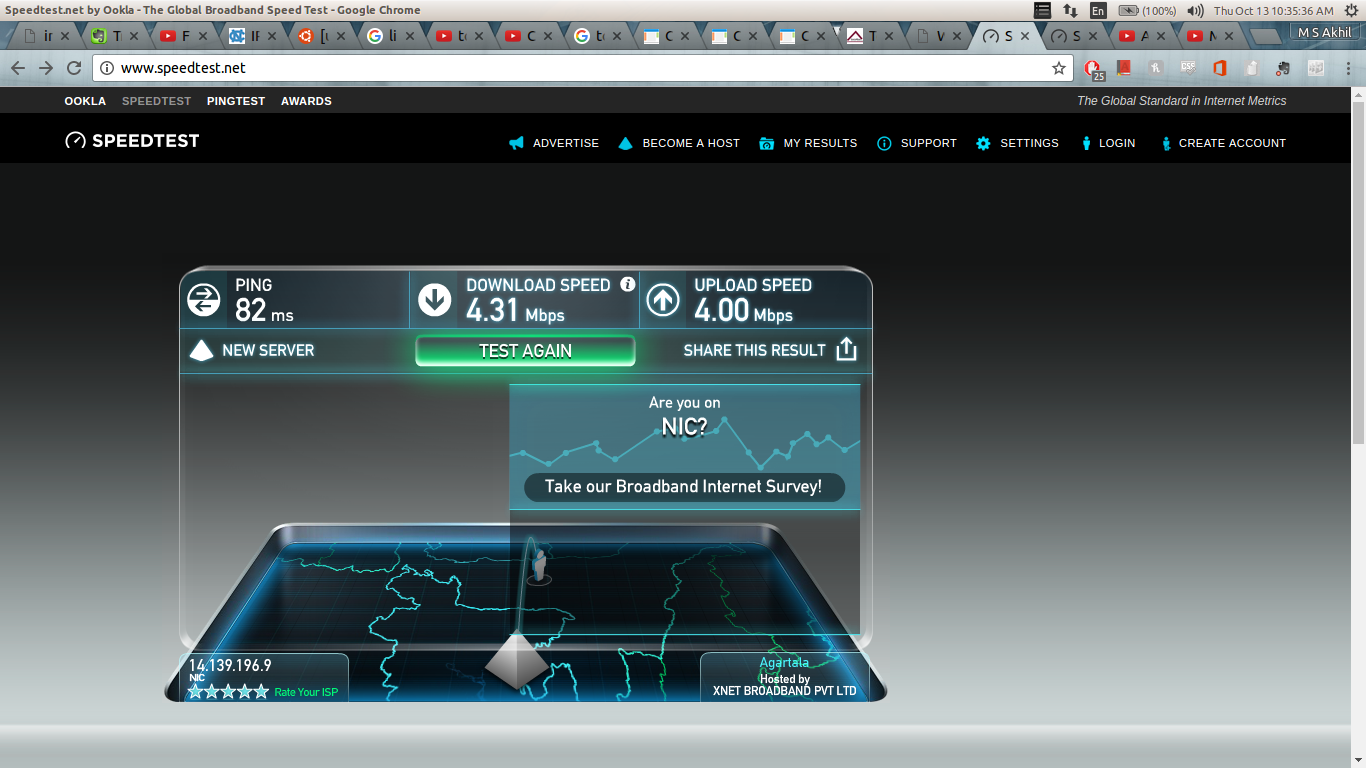 Speedtest.net by Ookla - The Global Broadband Speed Test - Google Chrome
En (100%) Thu Oct 13 10:35:36 AM
M S Akhil
www.speedtest.net
25
OOKLA SPEEDTEST PINGTEST AWARDS
The Global Standard in Internet Metrics
SPEEDTEST
ADVERTISE BECOME A HOST MY RESULTS SUPPORT SETTINGS LOGIN CREATE ACCOUNT
PING
82 ms
DOWNLOAD SPEED
4.31 Mbps
UPLOAD SPEED
4.00 Mbps
NEW SERVER
TEST AGAIN
SHARE THIS RESULT
Are you on
NIC?
Take our Broadband Internet Survey!
14.139.196.9
NIC
Rate Your ISP
Agartala
Hosted by
XNET BROADBAND PVT LTD